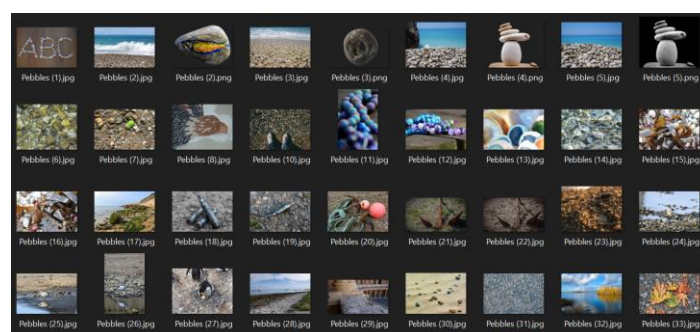 ABC
Pebbles (1).jpg Pebbles (2).jpg Pebbles (2).png Pebbles (3).jpg Pebbles (3).png Pebbles (4).jpg Pebbles (4).png Pebbles (5).jpg Pebbles (5).png
Pebbles (6).jpg Pebbles (7).jpg Pebbles (8).jpg Pebbles (10).jpg Pebbles (11).jpg Pebbles (12).jpg Pebbles (13).jpg Pebbles (14).jpg Pebbles (15).jpg
Pebbles (16).jpg Pebbles (17).jpg Pebbles (18).jpg Pebbles (19).jpg Pebbles (20).jpg Pebbles (21).jpg Pebbles (22).jpg Pebbles (23).jpg Pebbles (24).jpg
Pebbles (25).jpg Pebbles (26).jpg Pebbles (27).jpg Pebbles (28).jpg Pebbles (29).jpg Pebbles (30).jpg Pebbles (31).jpg Pebbles (32).jpg Pebbles (33).jpg